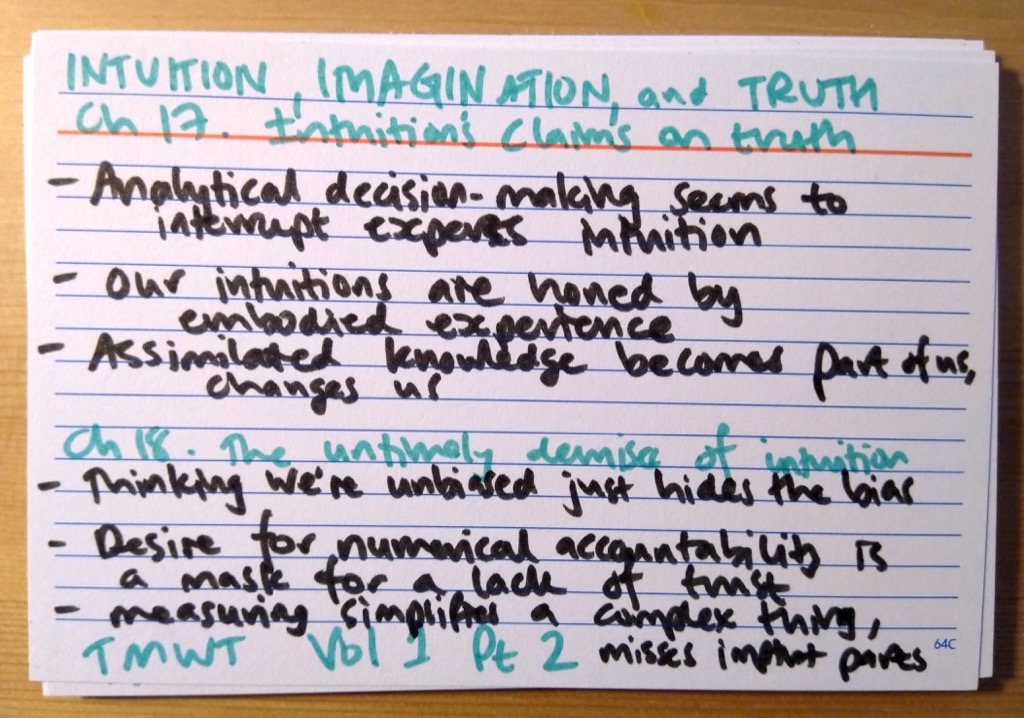 INTUITION, IMAGINATION, and TRUTH
Ch 17. Intuition's Claims on truth
- Analytical decision-making seems to
interrupt experts intuition
- Our intuitions are honed by
embodied experience
- Assimilated knowledge becomes part of us,
changes us
Ch 18. The untimely demise of intuition
- Thinking we're unbiased just hides the bias
- Desire for numerical accountability is
a mask for a lack of trust
- measuring simplifies a complex thing,
misses implicit parts
TMWT Vol 1 Pt 2
64C